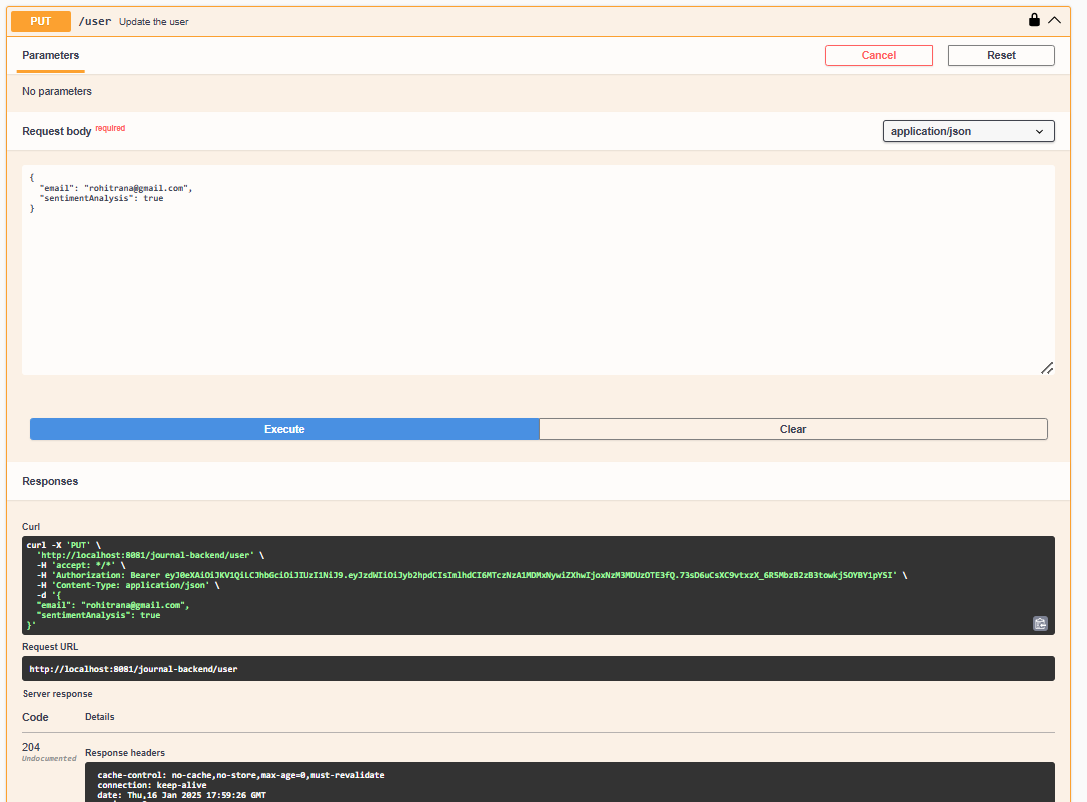 PUT /user Update the user
Parameters Cancel Reset
No parameters
Request body required application/json
{
"email": "rohitrana@gmail.com",
"sentimentAnalysis": true
}
Execute Clear
Responses
Curl
curl -X 'PUT' \
'http://localhost:8081/journal-backend/user' \
-H 'accept: */*' \
-H 'Authorization: Bearer
-H 'Content-Type: application/json' \
-d '{
"email": "rohitrana@gmail.com",
"sentimentAnalysis": true
}'
Request URL
http://localhost:8081/journal-backend/user
Server response
Code Details
204 Response headers
Undocumented
cache-control: no-cache,no-store,max-age=0,must-revalidate
connection: keep-alive
date: Thu,16 Jan 2025 17:59:26 GMT